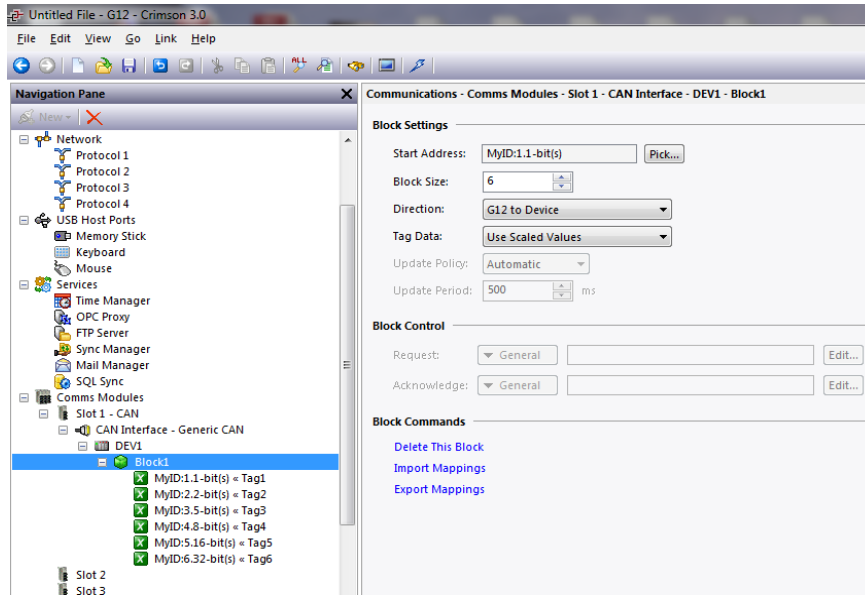 Untitled File - G12 - Crimson 3.0
File Edit View Go Link Help
ALL
Navigation Pane X
New
Network
Protocol 1
Protocol 2
Protocol 3
Protocol 4
USB Host Ports
Memory Stick
Keyboard
Mouse
Services
Time Manager
OPC Proxy
FTP Server
Sync Manager
Mail Manager
SQL Sync
Comms Modules
Slot 1 - CAN
CAN Interface - Generic CAN
DEV1
Block1
MyID:1.1-bit(s) « Tag1
MyID:2.2-bit(s) « Tag2
MyID:3.5-bit(s) « Tag3
MyID:4.8-bit(s) « Tag4
MyID:5.16-bit(s) « Tag5
MyID:6.32-bit(s) « Tag6
Slot 2
Slot 3
Communications - Comms Modules - Slot 1 - CAN Interface - DEV1 - Block1
Block Settings
Start Address: MyID:1.1-bit(s) Pick...
Block Size: 6
Direction: G12 to Device
Tag Data: Use Scaled Values
Update Policy: Automatic
Update Period: 500 ms
Block Control
Request: General Edit...
Acknowledge: General Edit...
Block Commands
Delete This Block
Import Mappings
Export Mappings